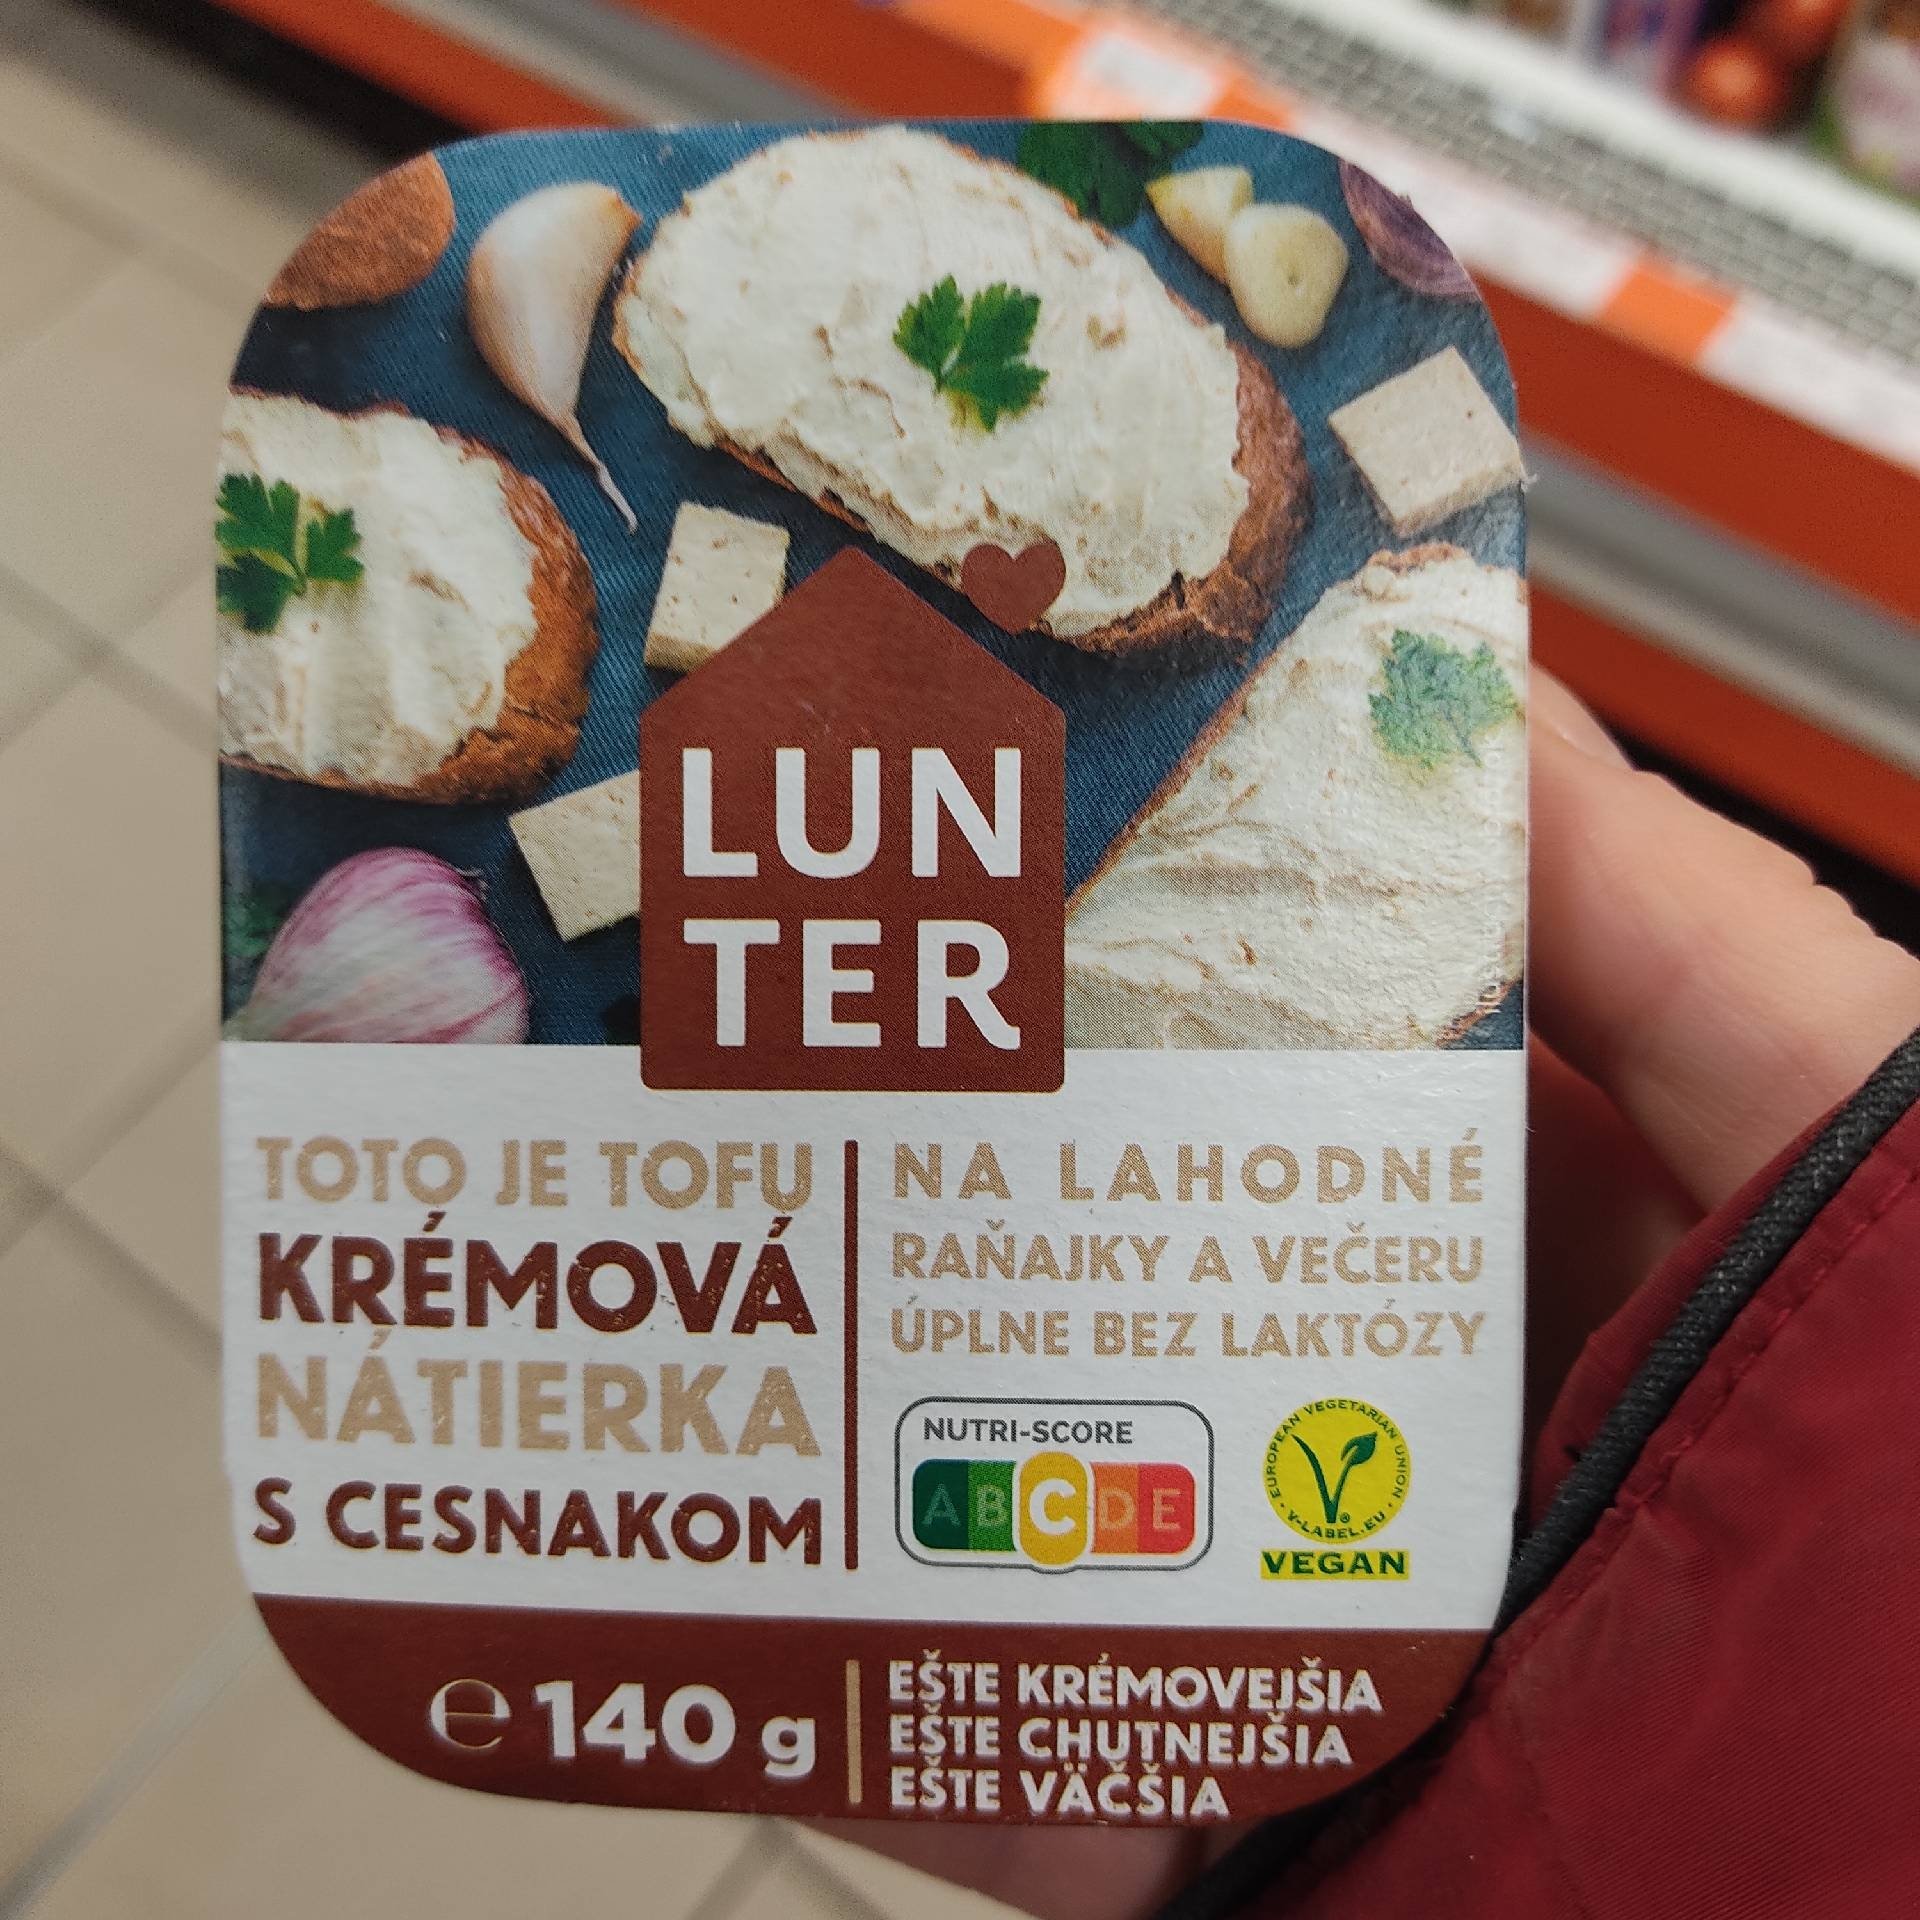 LUN
TER
TOTO JE TOFU
KRÉMOVÁ
NÁTIERKA
S CESNAKOM
NA LAHODNÉ
RAŇAJKY A VEČERU
ÚPLNE BEZ LAKTÓZY
NUTRI-SCORE
A B C D E
EUROPEAN VEGETARIAN UNION
V-LABEL.EU
VEGAN
℮ 140 g
EŠTE KRÉMOVEJŠIA
EŠTE CHUTNEJŠIA
EŠTE VÄČŠIA